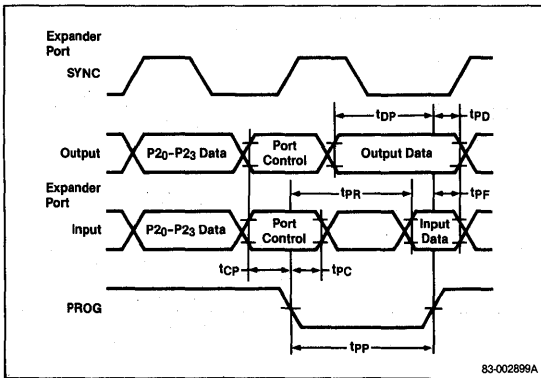 Expander
Port
SYNC
tDP
tPD
Output
P20-P23 Data
Port
Control
Output Data
Expander
Port
tPR
tPF
Input
P20-P23 Data
Port
Control
Input
Data
tCP
tPC
PROG
tPP
83-002899A